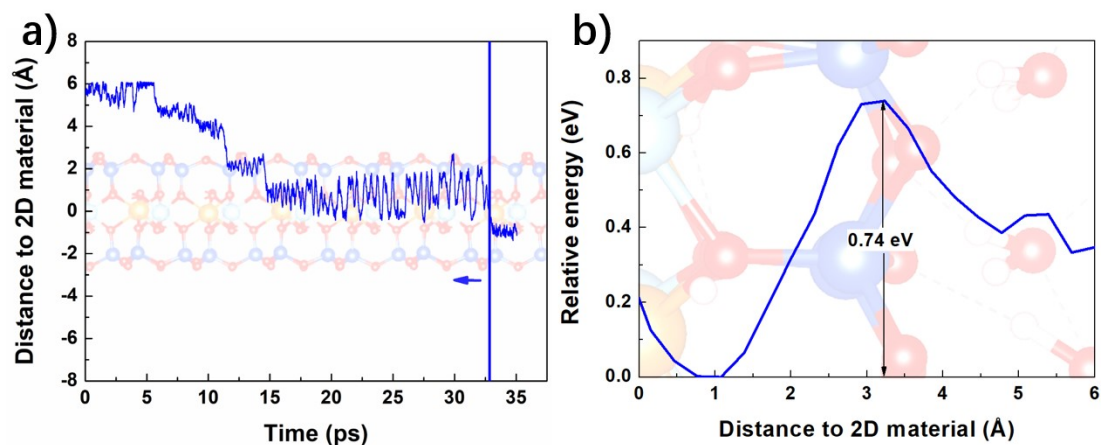 a)
Distance to 2D material (Å)
8
6
4
2
0
-2
-4
-6
-8
0 5 10 15 20 25 30 35
Time (ps)
b)
Relative energy (eV)
0.8
0.6
0.4
0.2
0.0
0.74 eV
0 1 2 3 4 5 6
Distance to 2D material (Å)